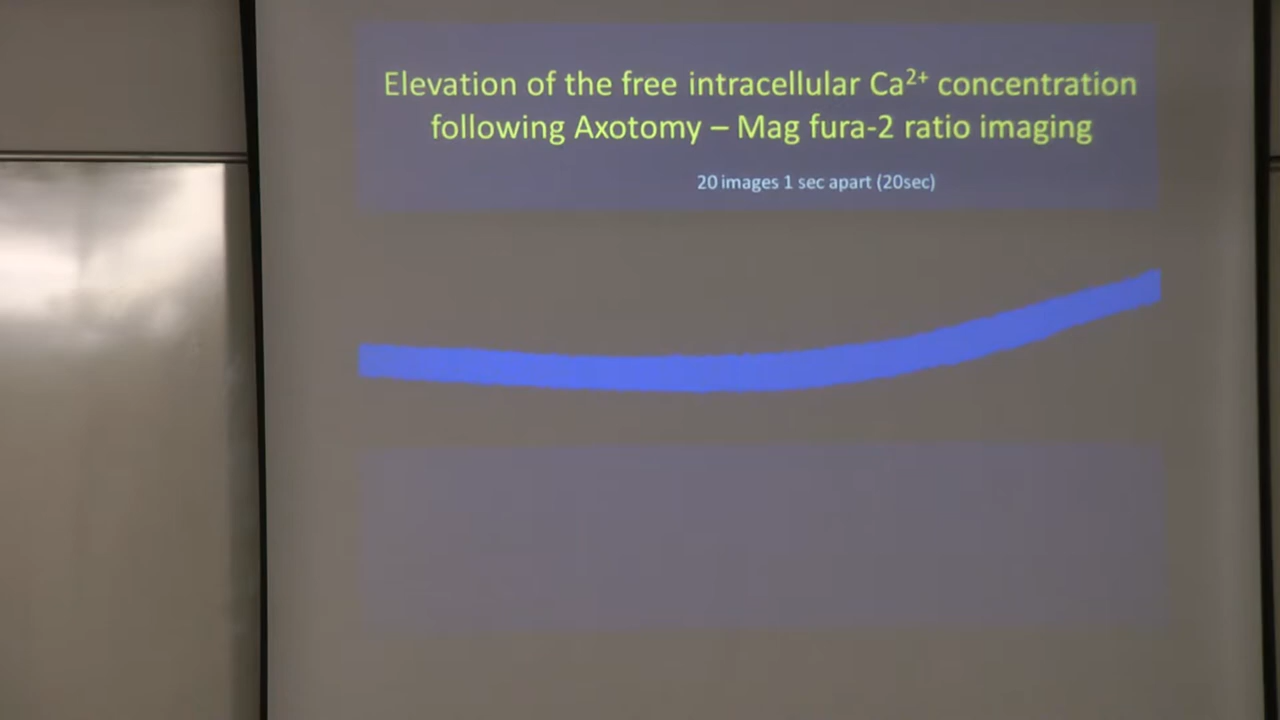 Elevation of the free intracellular Ca²⁺ concentration
following Axotomy – Mag fura-2 ratio imaging
20 images 1 sec apart (20sec)